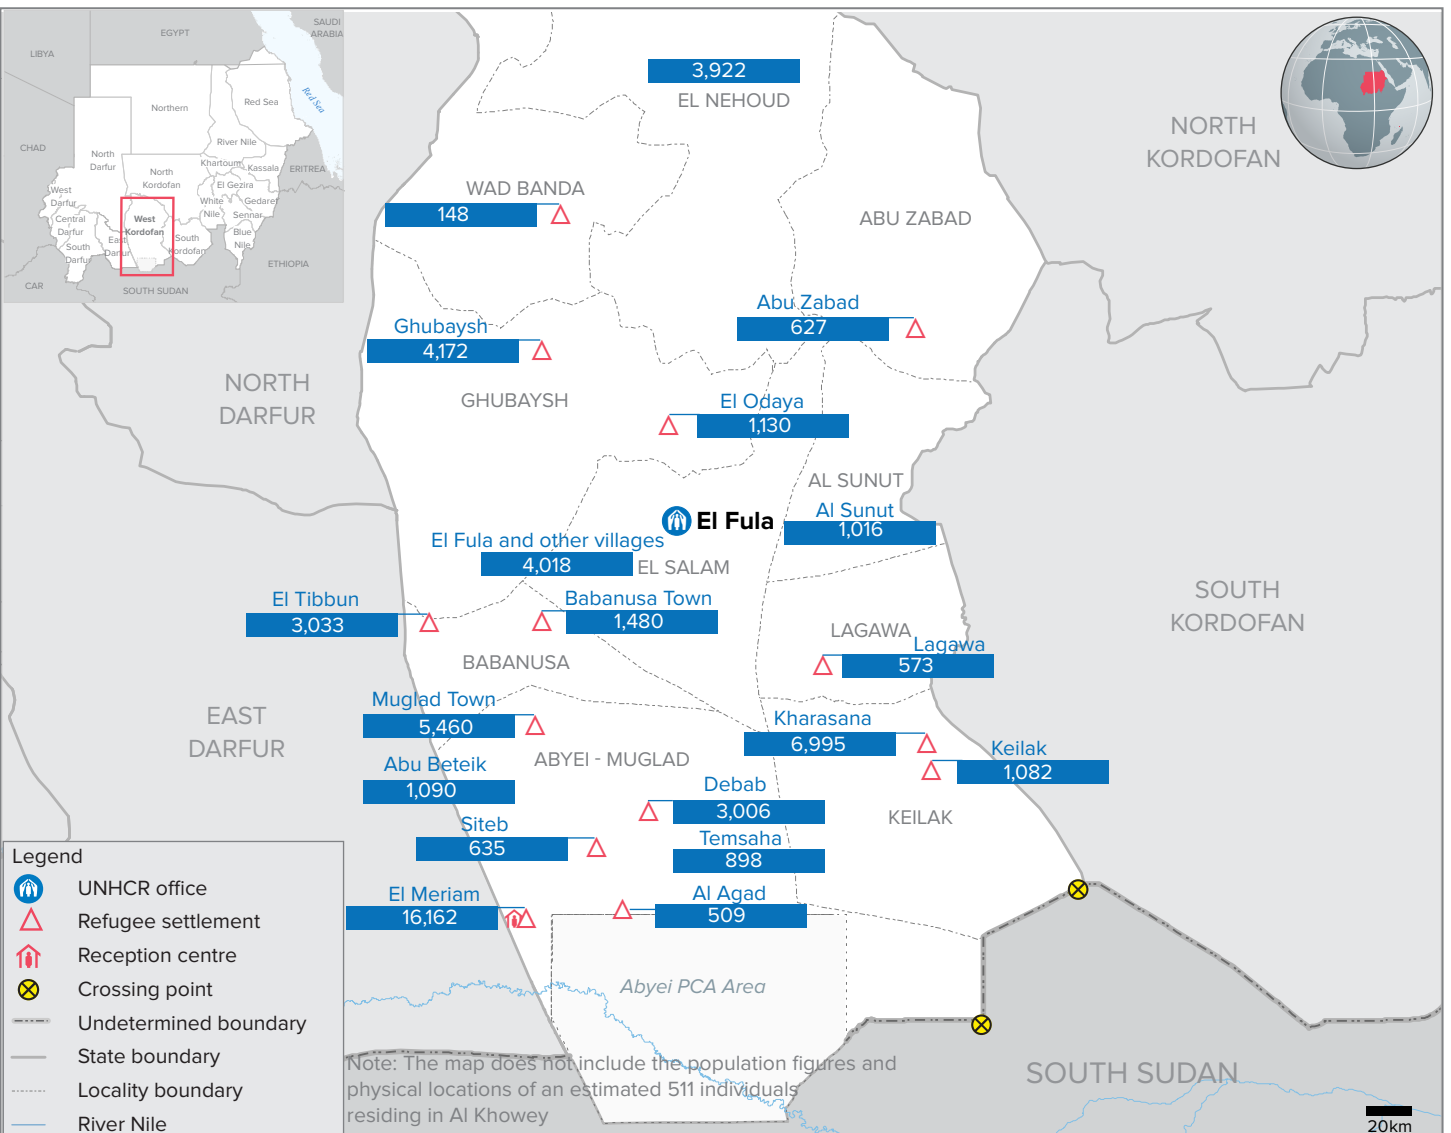 SAUDI
ARABIA
EGYPT
LIBYA
Red Sea
Northern
Red Sea
River Nile
CHAD
North
Darfur
Khartoum
Kassala
ERITREA
North
Kordofan
El Gezira
West
Darfur
White
Nile
Gedaref
Sennar
Central
Darfur
West
Kordofan
South
Kordofan
Blue
Nile
East
Darfur
South
Darfur
ETHIOPIA
CAR
SOUTH SUDAN
3,922
EL NEHOUD
NORTH
KORDOFAN
WAD BANDA
148
ABU ZABAD
Abu Zabad
627
Ghubaysh
4,172
NORTH
DARFUR
GHUBAYSH
El Odaya
1,130
AL SUNUT
Al Sunut
1,016
El Fula
El Fula and other villages
4,018
EL SALAM
El Tibbun
3,033
Babanusa Town
1,480
SOUTH
KORDOFAN
LAGAWA
Lagawa
573
BABANUSA
Muglad Town
5,460
EAST
DARFUR
Kharasana
6,995
Keilak
1,082
ABYEI - MUGLAD
Abu Beteik
1,090
Debab
3,006
KEILAK
Siteb
635
Temsaha
898
El Meriam
16,162
Al Agad
509
Abyei PCA Area
Legend
UNHCR office
Refugee settlement
Reception centre
Crossing point
Undetermined boundary
State boundary
Locality boundary
River Nile
Note: The map does not include the population figures and
physical locations of an estimated 511 individuals
residing in Al Khowey
SOUTH SUDAN
20km